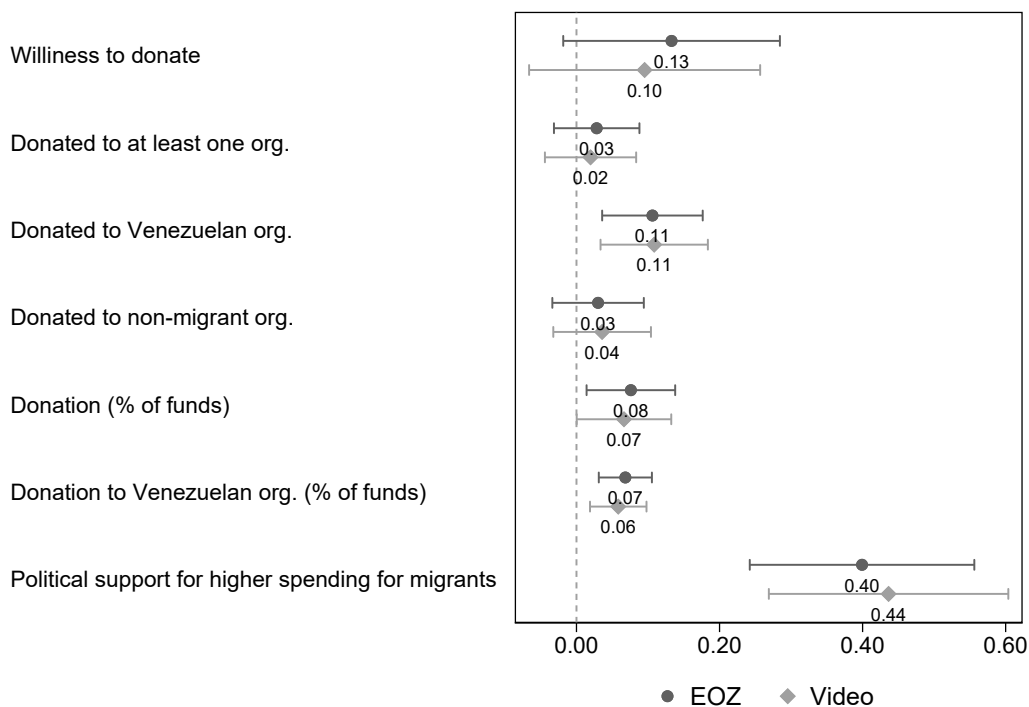 Williness to donate
0.13
0.10
Donated to at least one org.
0.03
0.02
Donated to Venezuelan org.
0.11
0.11
Donated to non-migrant org.
0.03
0.04
Donation (% of funds)
0.08
0.07
Donation to Venezuelan org. (% of funds)
0.07
0.06
Political support for higher spending for migrants
0.40
0.44
0.00 0.20 0.40 0.60
EOZ Video